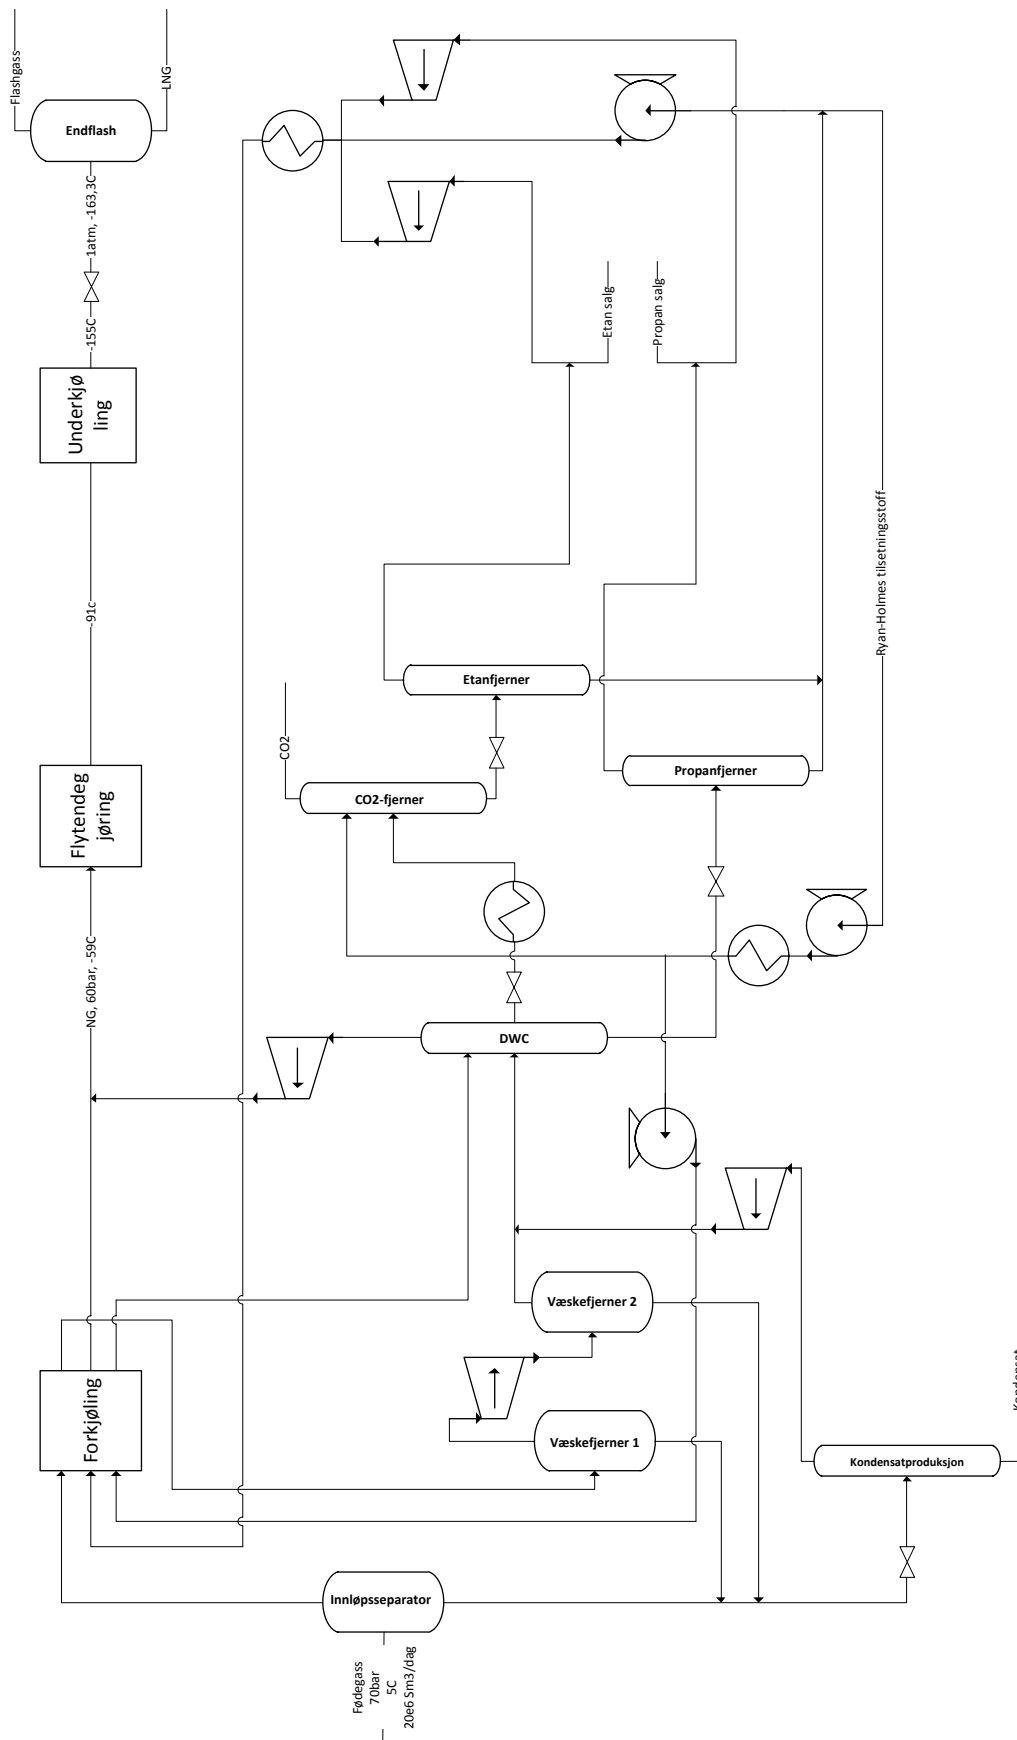 Flashgass
LNG
Endflash
1atm, -163,3C
-155C
Underkjø
ling
-91c
Flytendeg
jøring
NG, 60bar, -59C
Forkjøling
Etan salg
Propan salg
Ryan-Holmes tilsetningsstoff
Etanfjerner
CO2
CO2-fjerner
Propanfjerner
DWC
Væskefjerner 2
Væskefjerner 1
Kondensatproduksjon
Kondensat
Innløpsseparator
Fødegass
70bar
5C
20e6 Sm3/dag